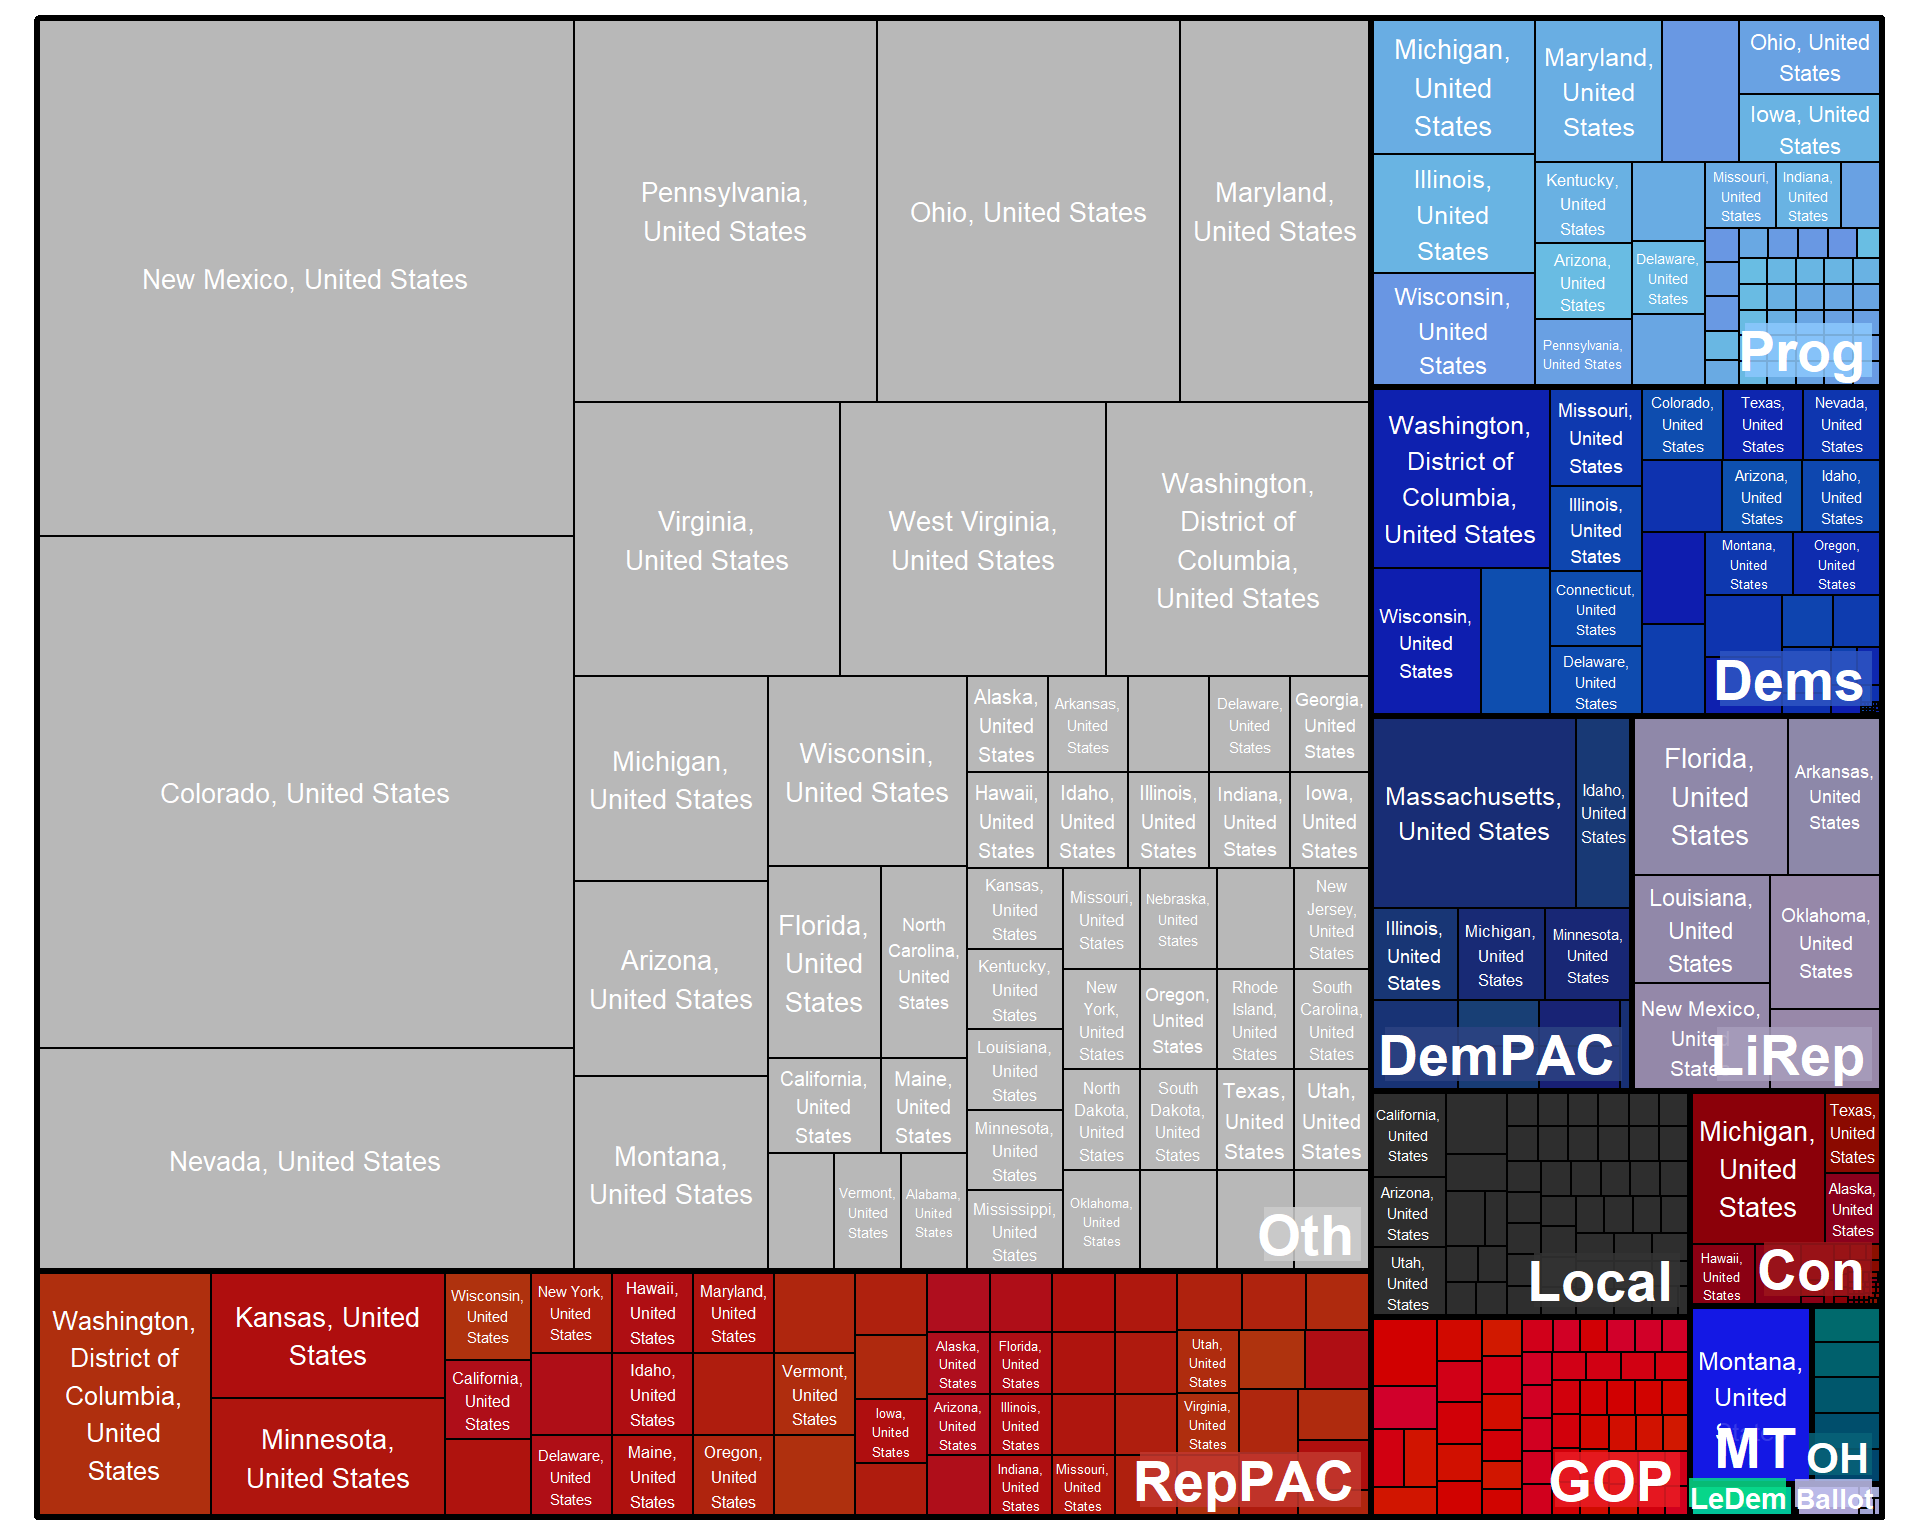 New Mexico, United States
Colorado, United States
Nevada, United States
Pennsylvania,
United States
Ohio, United States
Maryland,
United States
Virginia,
United States
West Virginia,
United States
Washington,
District of
Columbia,
United States
Michigan,
United States
Arizona,
United States
Montana,
United States
Wisconsin,
United States
Florida,
United
States
North
Carolina,
United
States
California,
United
States
Maine,
United
States
Vermont,
United
States
Alabama,
United
States
Alaska,
United
States
Arkansas,
United
States
Delaware,
United
States
Georgia,
United
States
Hawaii,
United
States
Idaho,
United
States
Illinois,
United
States
Indiana,
United
States
Iowa,
United
States
Kansas,
United
States
Kentucky,
United
States
Louisiana,
United
States
Minnesota,
United
States
Mississippi,
United
States
Missouri,
United
States
Nebraska,
United
States
New
Jersey,
United
States
New
York,
United
States
Oregon,
United
States
Rhode
Island,
United
States
South
Carolina,
United
States
North
Dakota,
United
States
South
Dakota,
United
States
Texas,
United
States
Utah,
United
States
Oklahoma,
United
States
Oth
Michigan,
United
States
Illinois,
United
States
Wisconsin,
United
States
Maryland,
United
States
Ohio, United
States
Iowa, United
States
Kentucky,
United
States
Arizona,
United
States
Pennsylvania,
United States
Delaware,
United
States
Missouri,
United
States
Indiana,
United
States
Prog
Washington,
District of
Columbia,
United States
Wisconsin,
United
States
Missouri,
United
States
Illinois,
United
States
Connecticut,
United
States
Delaware,
United
States
Colorado,
United
States
Texas,
United
States
Nevada,
United
States
Arizona,
United
States
Idaho,
United
States
Montana,
United
States
Oregon,
United
States
Dems
Massachusetts,
United States
Idaho,
United
States
Illinois,
United
States
Michigan,
United
States
Minnesota,
United
States
DemPAC
Florida,
United
States
Arkansas,
United
States
Louisiana,
United
States
Oklahoma,
United
States
New Mexico,
United
States
LiRep
California,
United
States
Arizona,
United
States
Utah,
United
States
Local
Michigan,
United
States
Texas,
United
States
Alaska,
United
States
Hawaii,
United
States
Con
Washington,
District of
Columbia,
United
States
Kansas, United
States
Minnesota,
United States
Wisconsin,
United
States
California,
United
States
New York,
United
States
Delaware,
United
States
Hawaii,
United
States
Idaho,
United
States
Maine,
United
States
Maryland,
United
States
Oregon,
United
States
Vermont,
United
States
Iowa,
United
States
Alaska,
United
States
Arizona,
United
States
Florida,
United
States
Illinois,
United
States
Indiana,
United
States
Missouri,
United
States
Utah,
United
States
Virginia,
United
States
RepPAC
GOP
Montana,
United
States
MT
OH
LeDem
Ballot